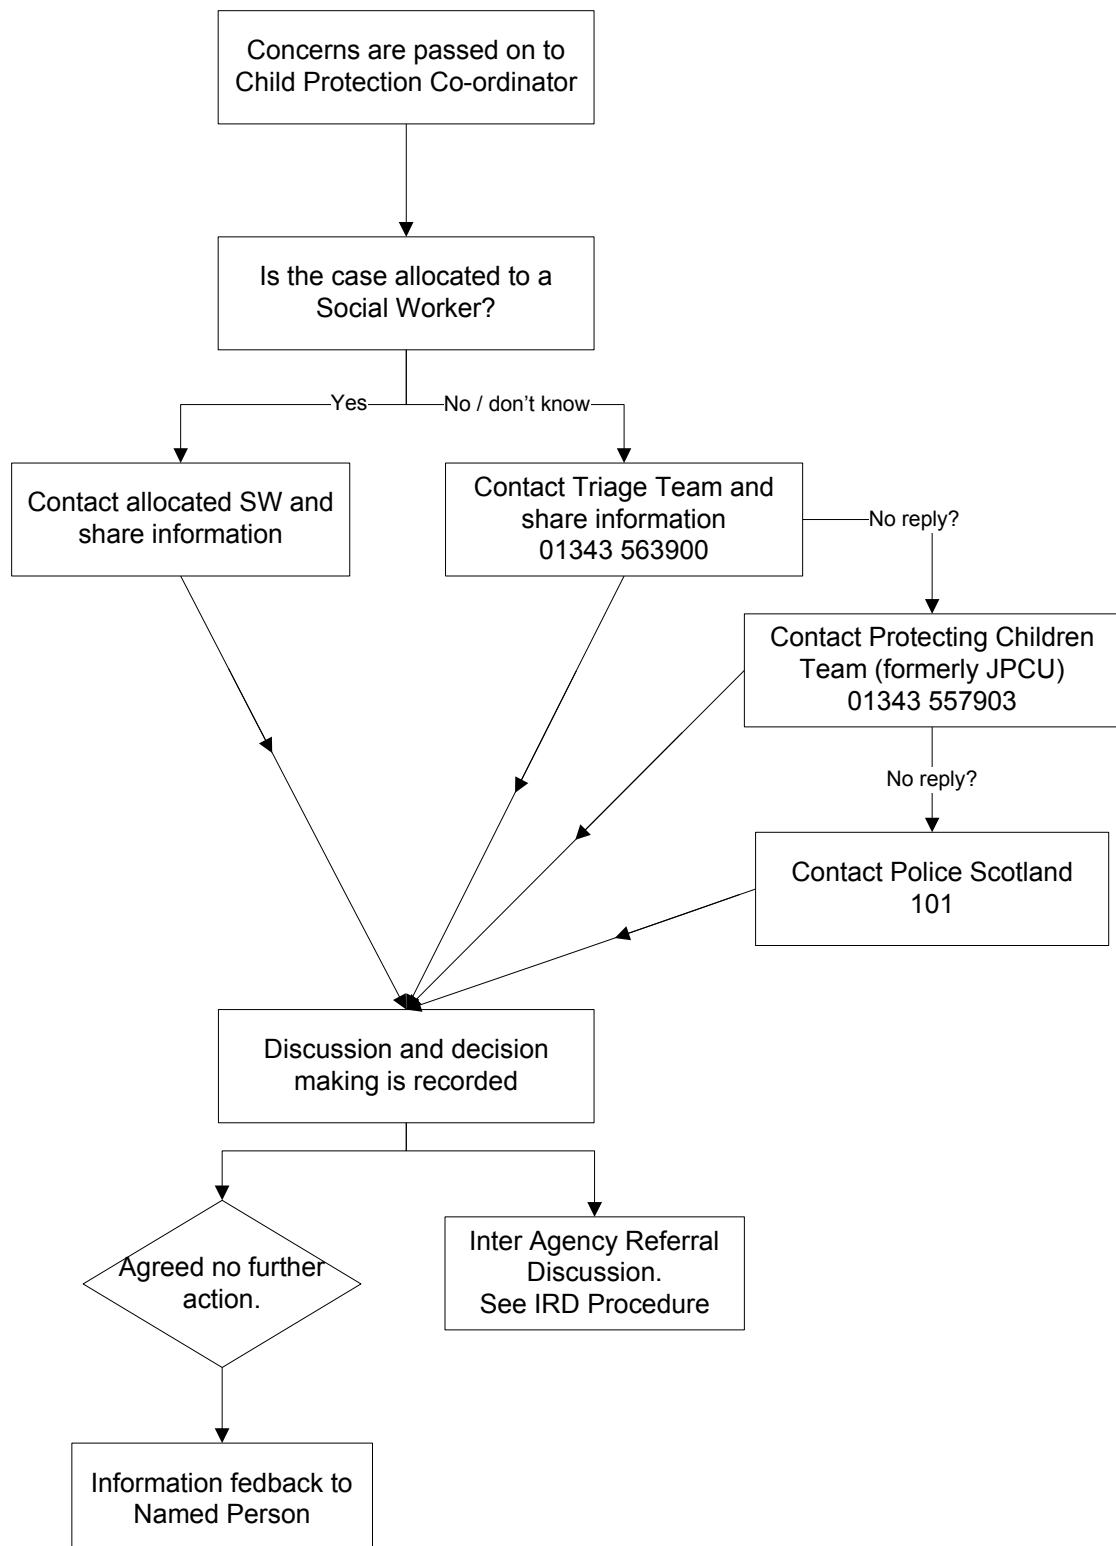 Concerns are passed on to
Child Protection Co-ordinator
Is the case allocated to a
Social Worker?
Yes
No / don't know
Contact allocated SW and
share information
Contact Triage Team and
share information
01343 563900
No reply?
Contact Protecting Children
Team (formerly JPCU)
01343 557903
No reply?
Contact Police Scotland
101
Discussion and decision
making is recorded
Agreed no further
action.
Inter Agency Referral
Discussion.
See IRD Procedure
Information fedback to
Named Person